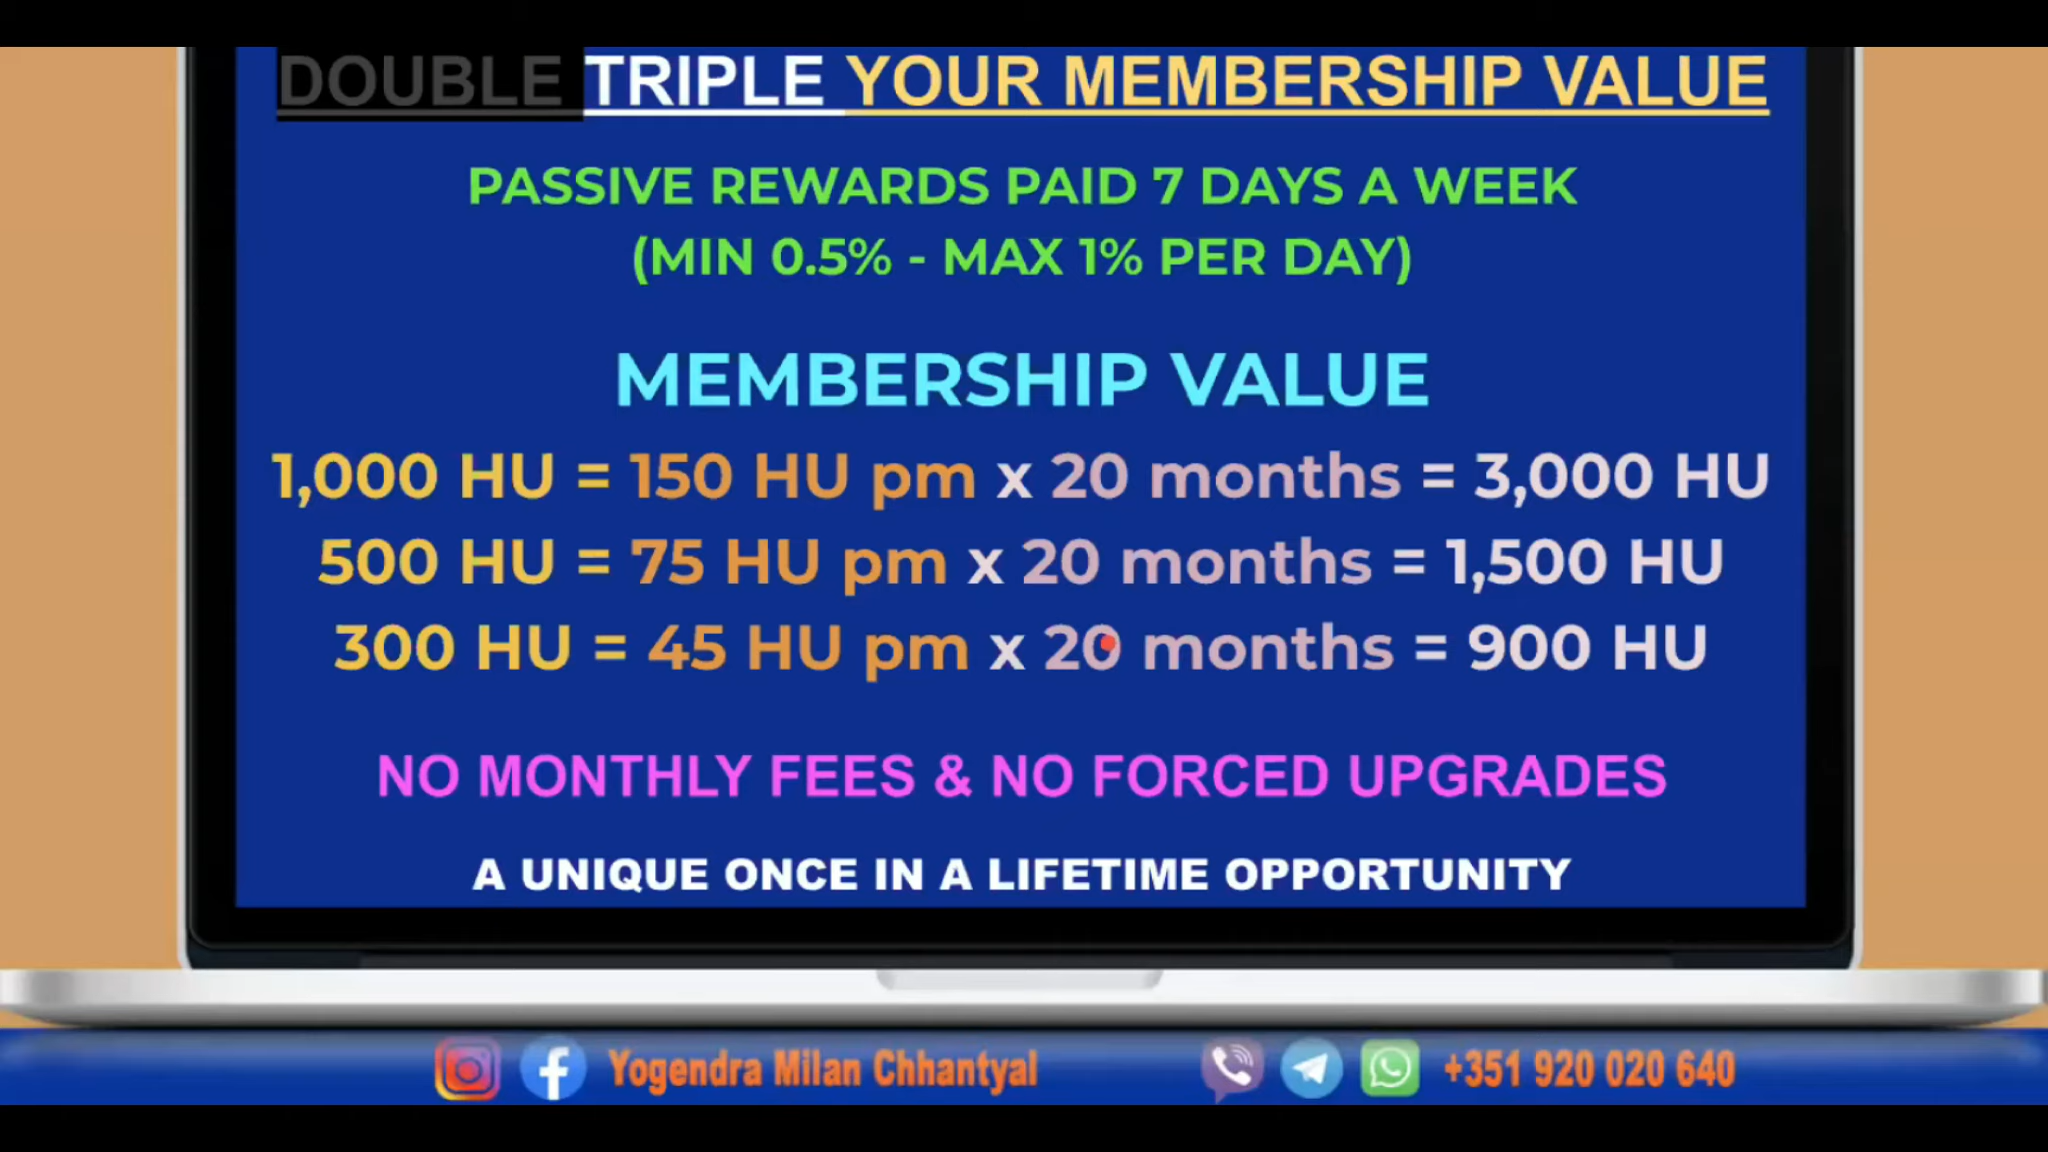 DOUBLE TRIPLE YOUR MEMBERSHIP VALUE
PASSIVE REWARDS PAID 7 DAYS A WEEK
(MIN 0.5% - MAX 1% PER DAY)
MEMBERSHIP VALUE
1,000 HU = 150 HU pm x 20 months = 3,000 HU
500 HU = 75 HU pm x 20 months = 1,500 HU
300 HU = 45 HU pm x 20 months = 900 HU
NO MONTHLY FEES & NO FORCED UPGRADES
A UNIQUE ONCE IN A LIFETIME OPPORTUNITY
Yogendra Milan Chhantyal +351 920 020 640